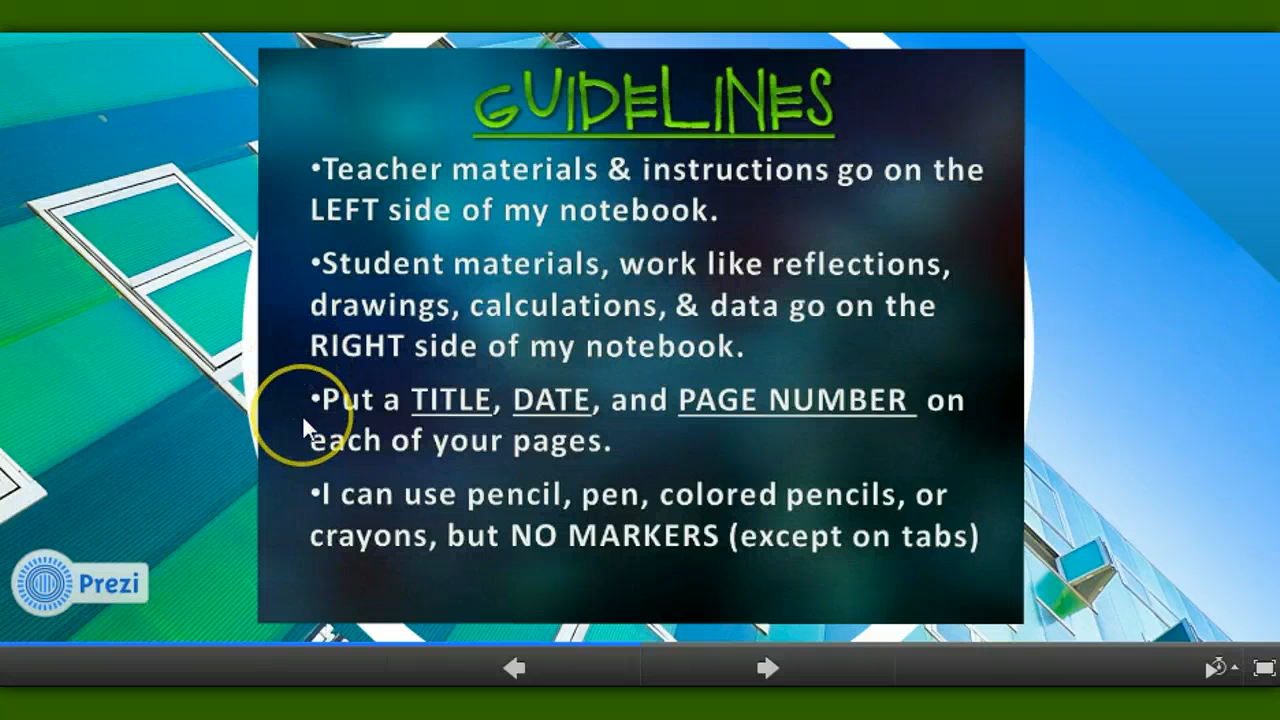 GUIDELINES
•Teacher materials & instructions go on the
LEFT side of my notebook.
•Student materials, work like reflections,
drawings, calculations, & data go on the
RIGHT side of my notebook.
•Put a TITLE, DATE, and PAGE NUMBER on
each of your pages.
•I can use pencil, pen, colored pencils, or
crayons, but NO MARKERS (except on tabs)
Prezi